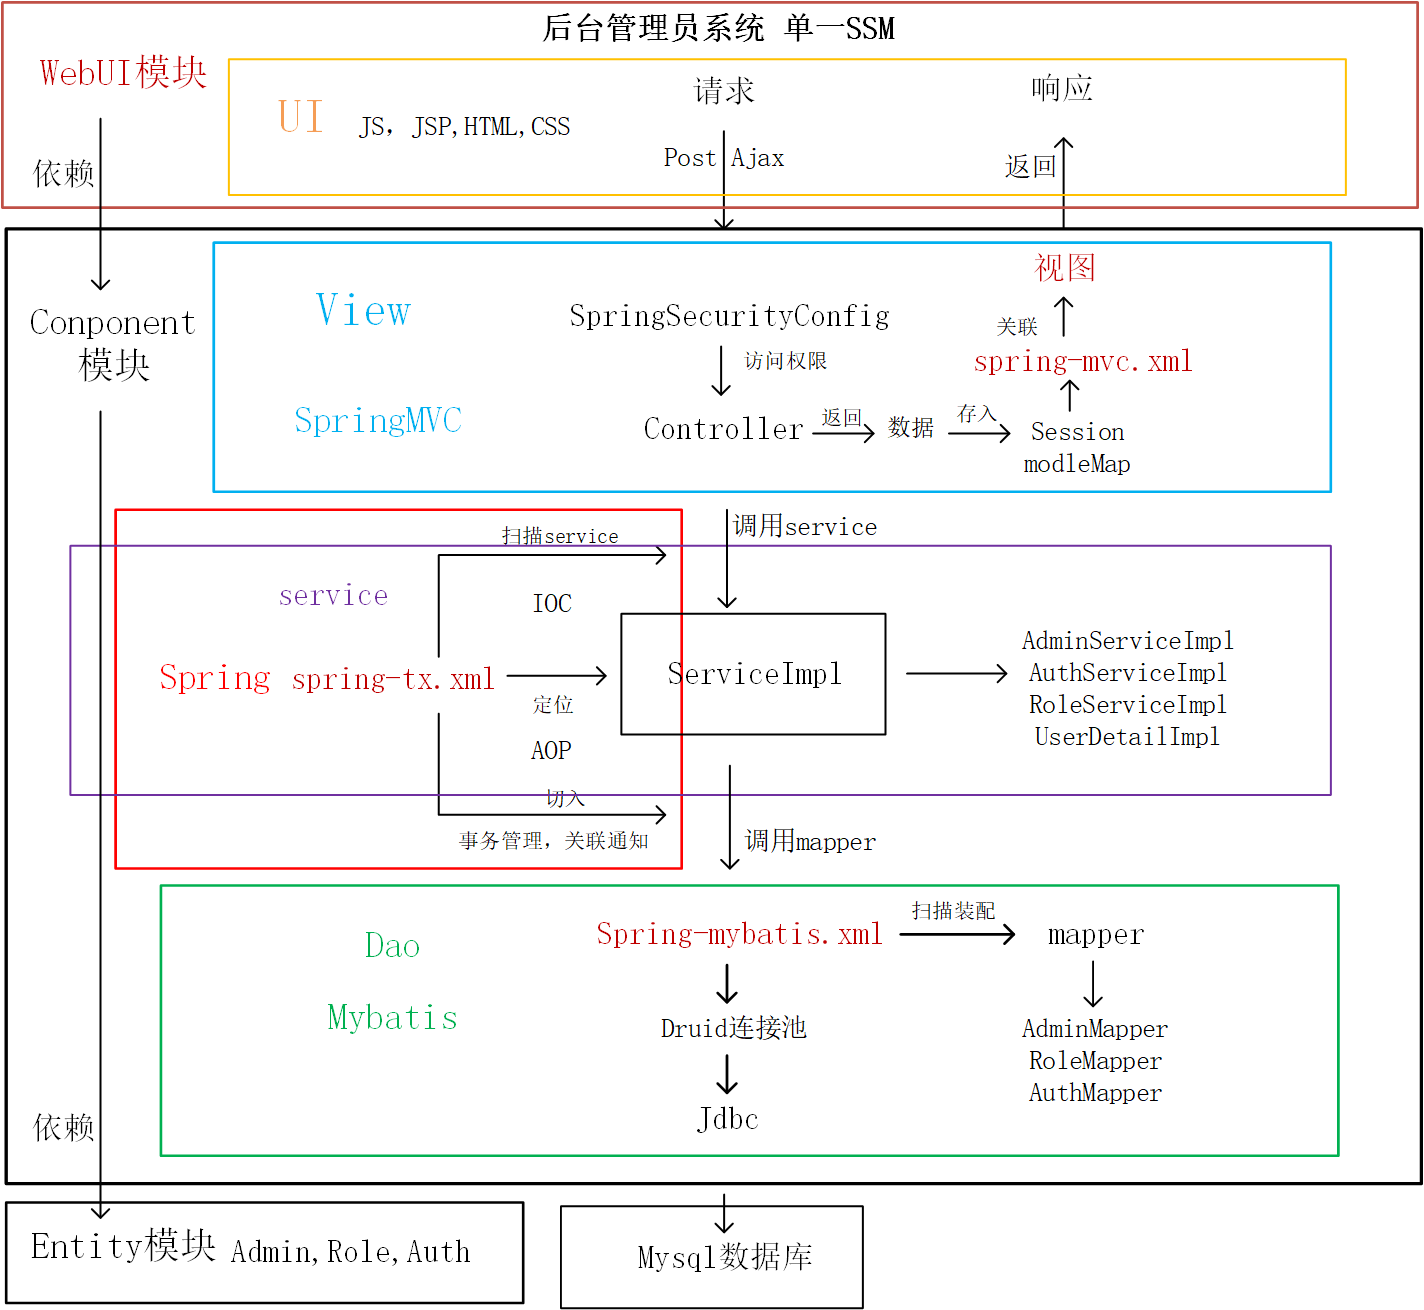 后台管理员系统 单一SSM
WebUI模块
UI
JS，JSP,HTML,CSS
请求
响应
Post
Ajax
返回
依赖
View
SpringMVC
Conponent
模块
SpringSecurityConfig
访问权限
Controller
返回
数据
存入
Session
modleMap
spring-mvc.xml
关联
视图
调用service
扫描service
service
IOC
Spring
spring-tx.xml
定位
AOP
切入
事务管理，关联通知
ServiceImpl
AdminServiceImpl
AuthServiceImpl
RoleServiceImpl
UserDetailImpl
调用mapper
Dao
Mybatis
Spring-mybatis.xml
扫描装配
mapper
Druid连接池
Jdbc
AdminMapper
RoleMapper
AuthMapper
依赖
Entity模块
Admin,Role,Auth
Mysql数据库